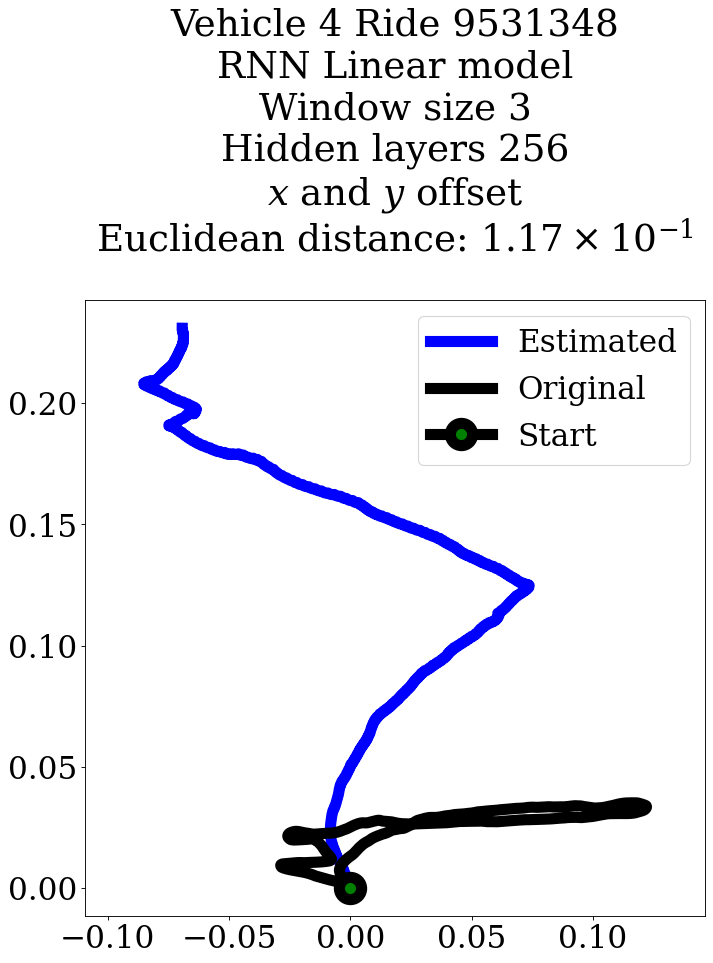 Vehicle 4 Ride 9531348
RNN Linear model
Window size 3
Hidden layers 256
x and y offset
Euclidean distance: 1.17 × 10⁻¹
Estimated
Original
Start
0.20
0.15
0.10
0.05
0.00
−0.10 −0.05 0.00 0.05 0.10